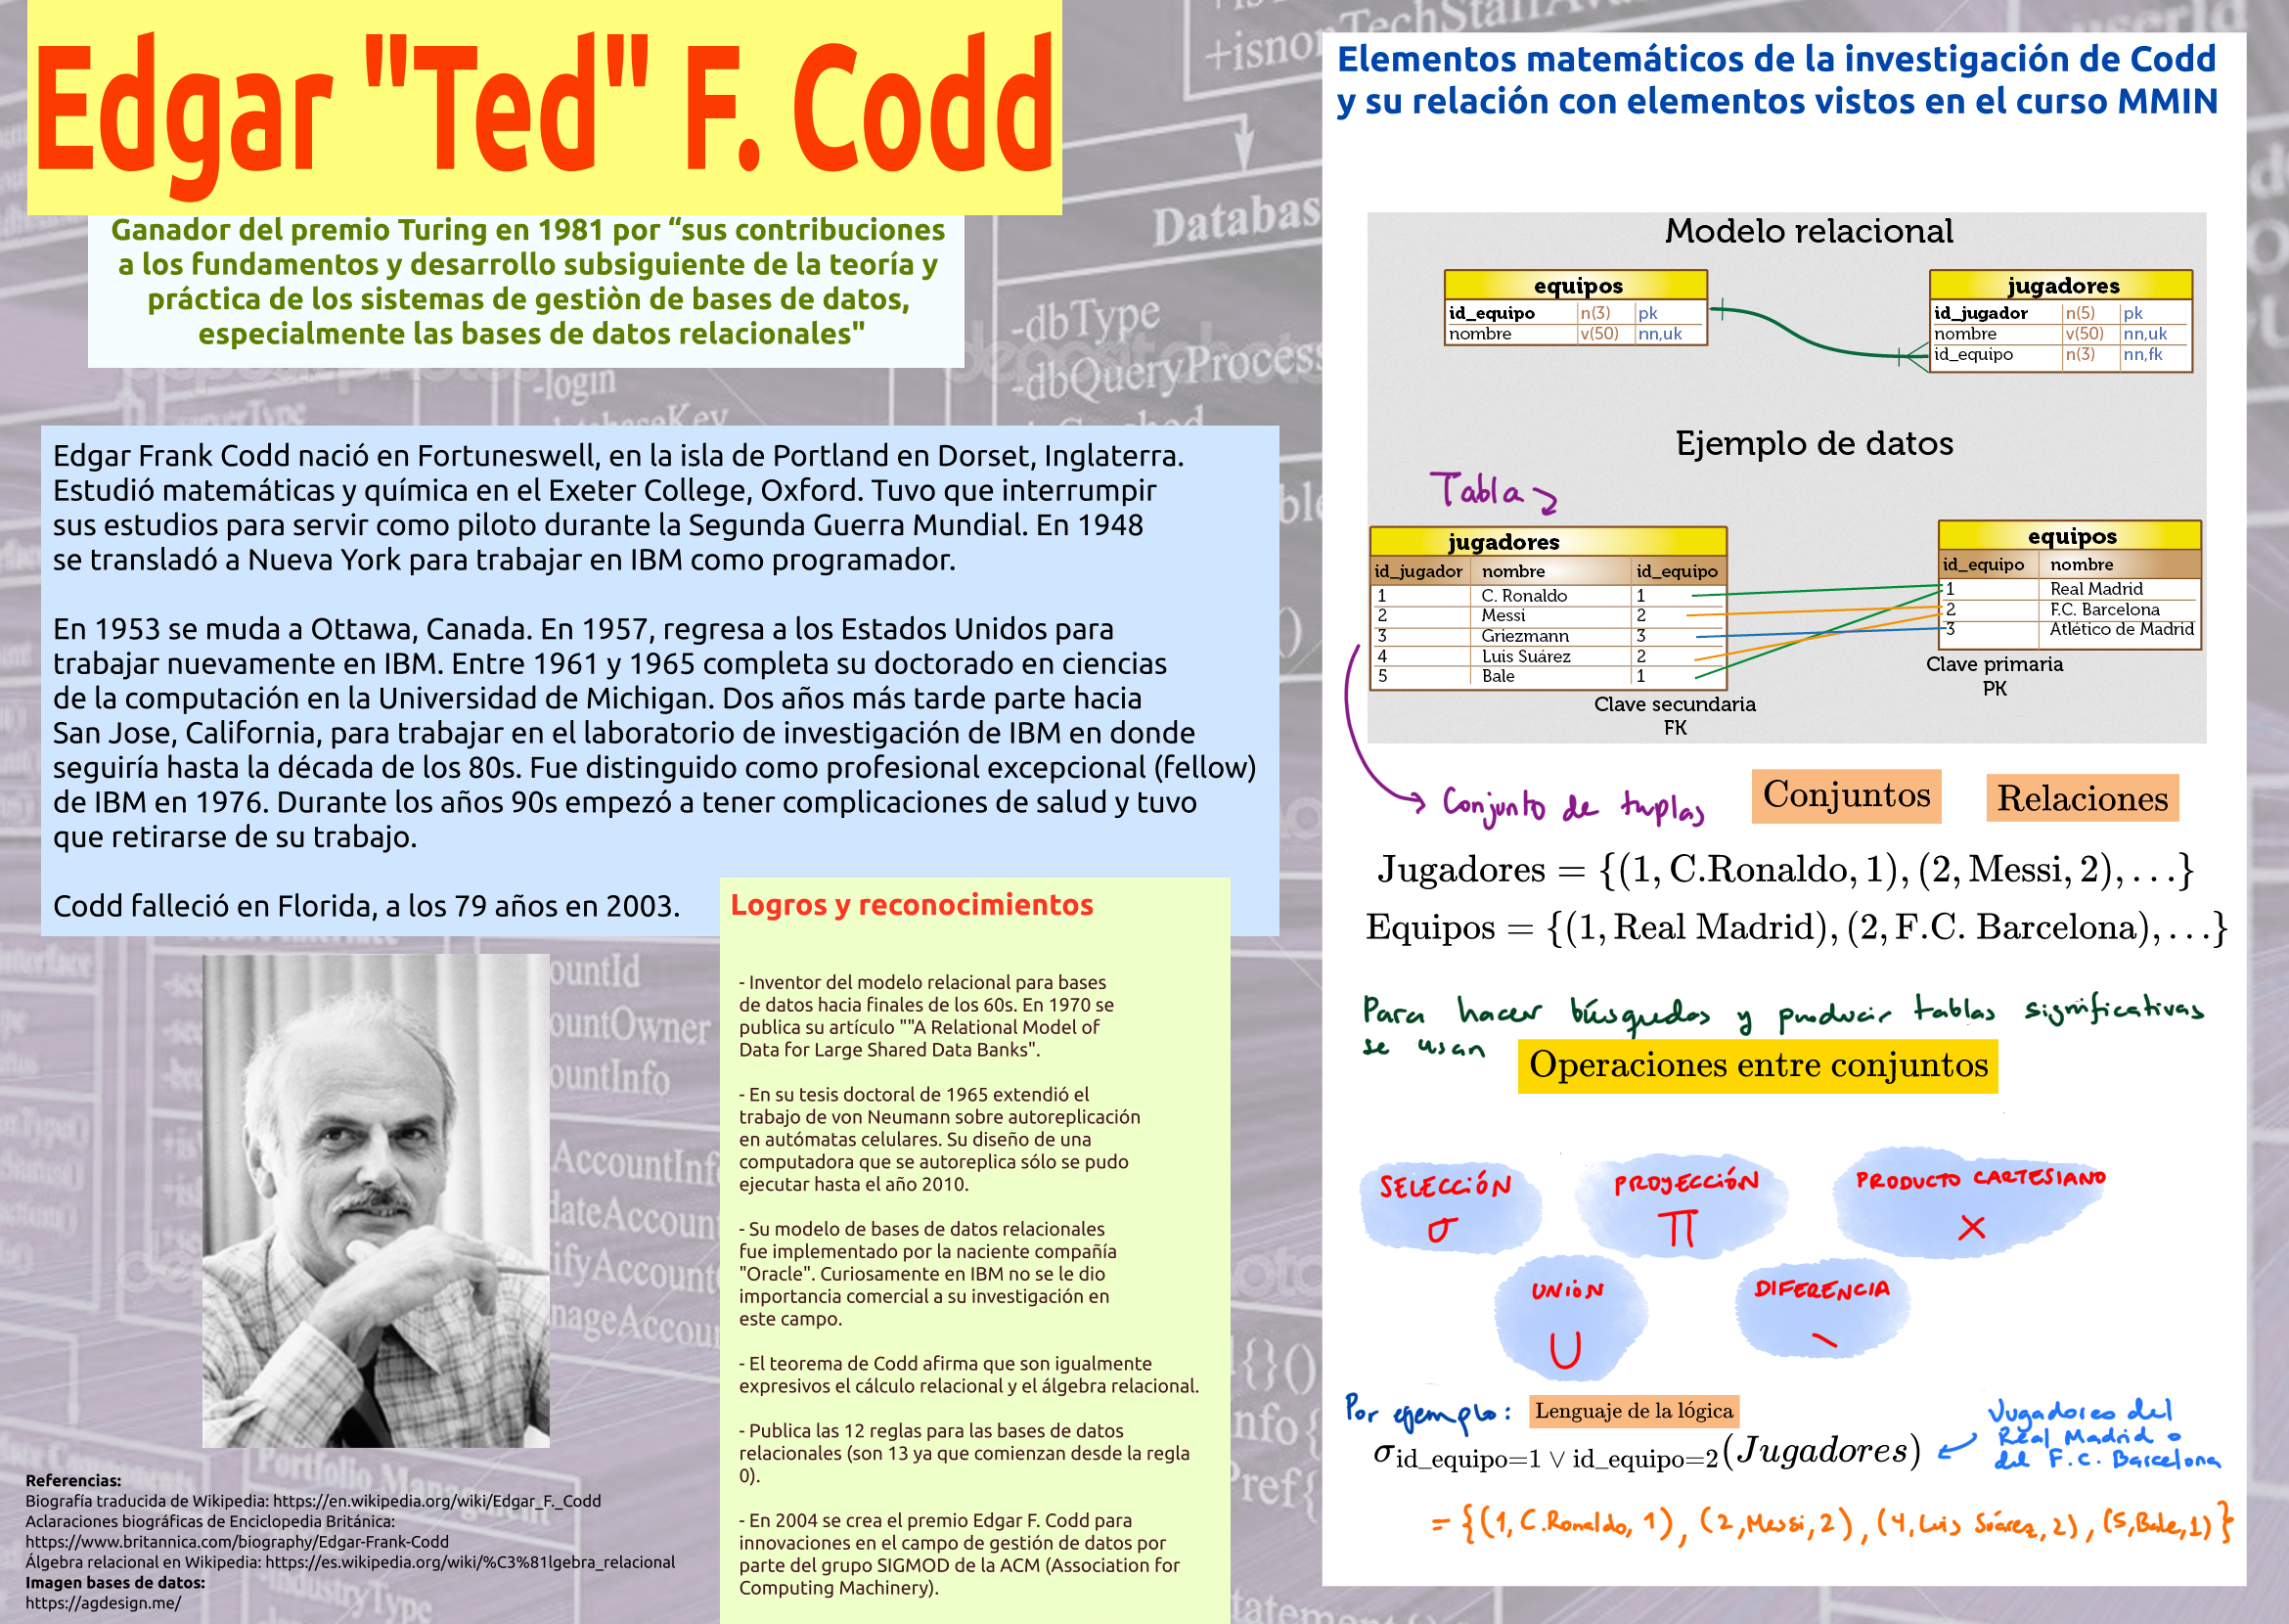 Edgar "Ted" F. Codd
Ganador del premio Turing en 1981 por “sus contribuciones
a los fundamentos y desarrollo subsiguiente de la teoría y
práctica de los sistemas de gestiòn de bases de datos,
especialmente las bases de datos relacionales"
Edgar Frank Codd nació en Fortuneswell, en la isla de Portland en Dorset, Inglaterra.
Estudió matemáticas y química en el Exeter College, Oxford. Tuvo que interrumpir
sus estudios para servir como piloto durante la Segunda Guerra Mundial. En 1948
se transladó a Nueva York para trabajar en IBM como programador.
En 1953 se muda a Ottawa, Canada. En 1957, regresa a los Estados Unidos para
trabajar nuevamente en IBM. Entre 1961 y 1965 completa su doctorado en ciencias
de la computación en la Universidad de Michigan. Dos años más tarde parte hacia
San Jose, California, para trabajar en el laboratorio de investigación de IBM en donde
seguiría hasta la década de los 80s. Fue distinguido como profesional excepcional (fellow)
de IBM en 1976. Durante los años 90s empezó a tener complicaciones de salud y tuvo
que retirarse de su trabajo.
Codd falleció en Florida, a los 79 años en 2003.
Logros y reconocimientos
- Inventor del modelo relacional para bases
de datos hacia finales de los 60s. En 1970 se
publica su artículo ""A Relational Model of
Data for Large Shared Data Banks".
- En su tesis doctoral de 1965 extendió el
trabajo de von Neumann sobre autoreplicación
en autómatas celulares. Su diseño de una
computadora que se autoreplica sólo se pudo
ejecutar hasta el año 2010.
- Su modelo de bases de datos relacionales
fue implementado por la naciente compañía
"Oracle". Curiosamente en IBM no se le dio
importancia comercial a su investigación en
este campo.
- El teorema de Codd afirma que son igualmente
expresivos el cálculo relacional y el álgebra relacional.
- Publica las 12 reglas para las bases de datos
relacionales (son 13 ya que comienzan desde la regla
0).
- En 2004 se crea el premio Edgar F. Codd para
innovaciones en el campo de gestión de datos por
parte del grupo SIGMOD de la ACM (Association for
Computing Machinery).
Referencias:
Biografía traducida de Wikipedia: https://en.wikipedia.org/wiki/Edgar_F._Codd
Aclaraciones biográficas de Enciclopedia Británica:
https://www.britannica.com/biography/Edgar-Frank-Codd
Álgebra relacional en Wikipedia: https://es.wikipedia.org/wiki/%C3%81lgebra_relacional
Imagen bases de datos:
https://agdesign.me/
Elementos matemáticos de la investigación de Codd
y su relación con elementos vistos en el curso MMIN
Modelo relacional
equipos
id_equipo n(3) pk
nombre v(50) nn,uk
jugadores
id_jugador n(5) pk
nombre v(50) nn,uk
id_equipo n(3) nn,fk
Ejemplo de datos
Tabla
jugadores
id_jugador nombre id_equipo
1 C. Ronaldo 1
2 Messi 2
3 Griezmann 3
4 Luis Suárez 2
5 Bale 1
Clave secundaria
FK
equipos
id_equipo nombre
1 Real Madrid
2 F.C. Barcelona
3 Atlético de Madrid
Clave primaria
PK
Conjunto de tuplas
Conjuntos
Relaciones
Jugadores = {(1, C.Ronaldo, 1), (2, Messi, 2), . . .}
Equipos = {(1, Real Madrid), (2, F.C. Barcelona), . . .}
Para hacer búsquedas y producir tablas significativas
se usan
Operaciones entre conjuntos
SELECCIÓN
σ
PROYECCIÓN
Π
PRODUCTO CARTESIANO
×
UNIÓN
∪
DIFERENCIA
\
Por ejemplo:
Lenguaje de la lógica
σ id_equipo=1 ∨ id_equipo=2 (Jugadores)
Jugadores del
Real Madrid o
del F.C. Barcelona
= {(1, C.Ronaldo, 1), (2, Messi, 2), (4, Luis Suárez, 2), (5, Bale, 1)}
Databas
-dbType
-dbQueryProcess
-login
ountId
ountOwner
ountInfo
AccountInf
Portfolio Management